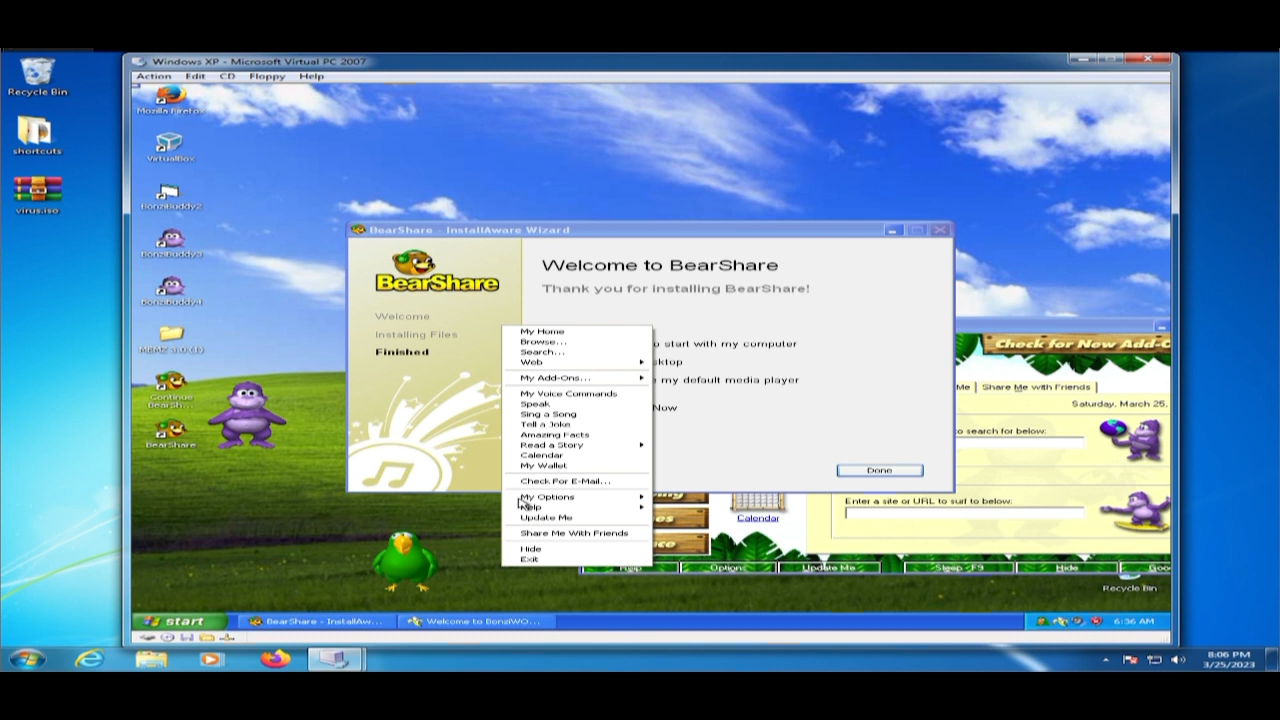 Windows XP - Microsoft Virtual PC 2007
Action Edit CD Floppy Help
Recycle Bin
shortcuts
virus.iso
Mozilla Firefox
VirtualBox
BonziBuddy2
BonziBuddy3
BonziBuddy4
Continue
BearSh...
BearShare
BearShare - InstallAware Wizard
BearShare
Welcome
Installing Files
Finished
Welcome to BearShare
Thank you for installing BearShare!
o start with my computer
sktop
e my default media player
Now
Done
My Home
Browse...
Search...
Web
My Add-Ons...
My Voice Commands
Speak
Sing a Song
Tell a Joke
Amazing Facts
Read a Story
Calendar
My Wallet
Check For E-Mail...
My Options
Help
Update Me
Share Me With Friends
Hide
Exit
Check for New Add-O
Me | Share Me with Friends |
Saturday, March 25,
o search for below:
Enter a site or URL to surf to below:
Calendar
Help Options Update Me Sleep - F9 Hide Goo
Recycle Bin
start
BearShare - InstallAw...
Welcome to BonziWO...
6:36 AM
8:06 PM
3/25/2023